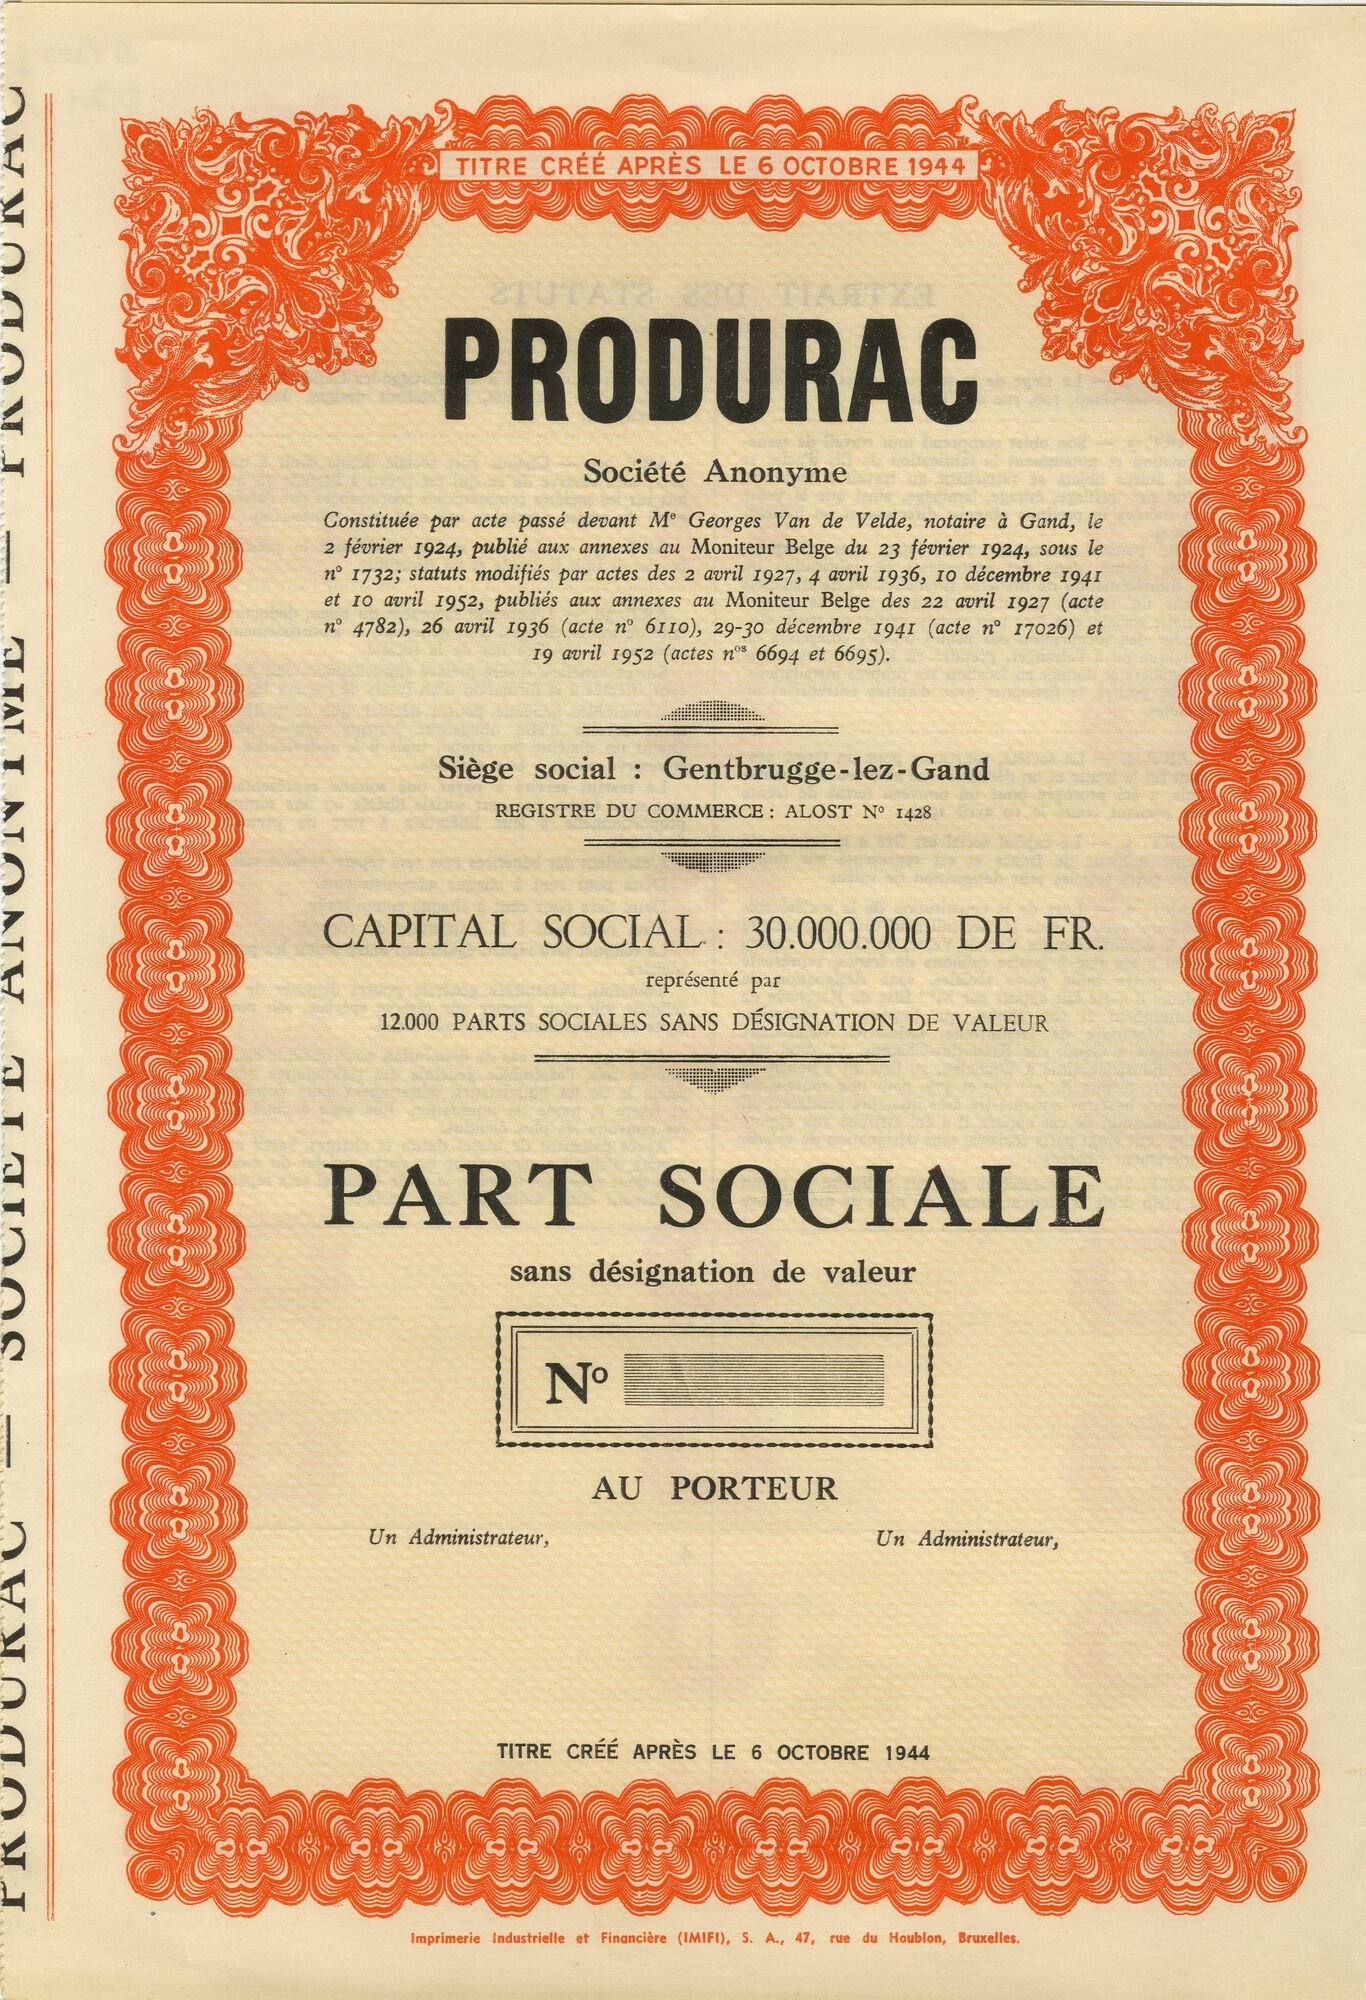 TITRE CRÉÉ APRÈS LE 6 OCTOBRE 1944
PRODURAC
Société Anonyme
Constituée par acte passé devant Mᵉ Georges Van de Velde, notaire à Gand, le
2 février 1924, publié aux annexes au Moniteur Belge du 23 février 1924, sous le
nº 1732; statuts modifiés par actes des 2 avril 1927, 4 avril 1936, 10 décembre 1941
et 10 avril 1952, publiés aux annexes au Moniteur Belge des 22 avril 1927 (acte
nº 4782), 26 avril 1936 (acte nº 6110), 29-30 décembre 1941 (acte nº 17026) et
19 avril 1952 (actes nᵒˢ 6694 et 6695).
Siège social : Gentbrugge-lez-Gand
REGISTRE DU COMMERCE : ALOST Nº 1428
CAPITAL SOCIAL : 30.000.000 DE FR.
représenté par
12.000 PARTS SOCIALES SANS DÉSIGNATION DE VALEUR
PART SOCIALE
sans désignation de valeur
Nº
AU PORTEUR
Un Administrateur,
Un Administrateur,
TITRE CRÉÉ APRÈS LE 6 OCTOBRE 1944
Imprimerie Industrielle et Financière (IMIFI), S. A., 47, rue du Houblon, Bruxelles.
PRODURAC — SOCIÉTÉ ANONYME — PRODURAC